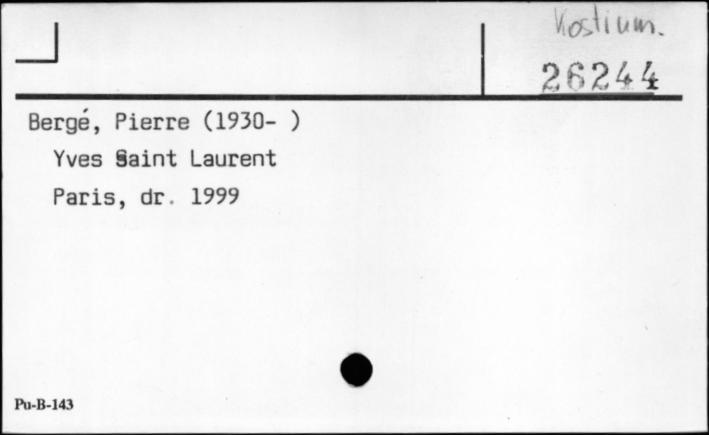 Kostium.
26244
Bergé, Pierre (1930- )
Yves Saint Laurent
Paris, dr. 1999
Pu-B-143